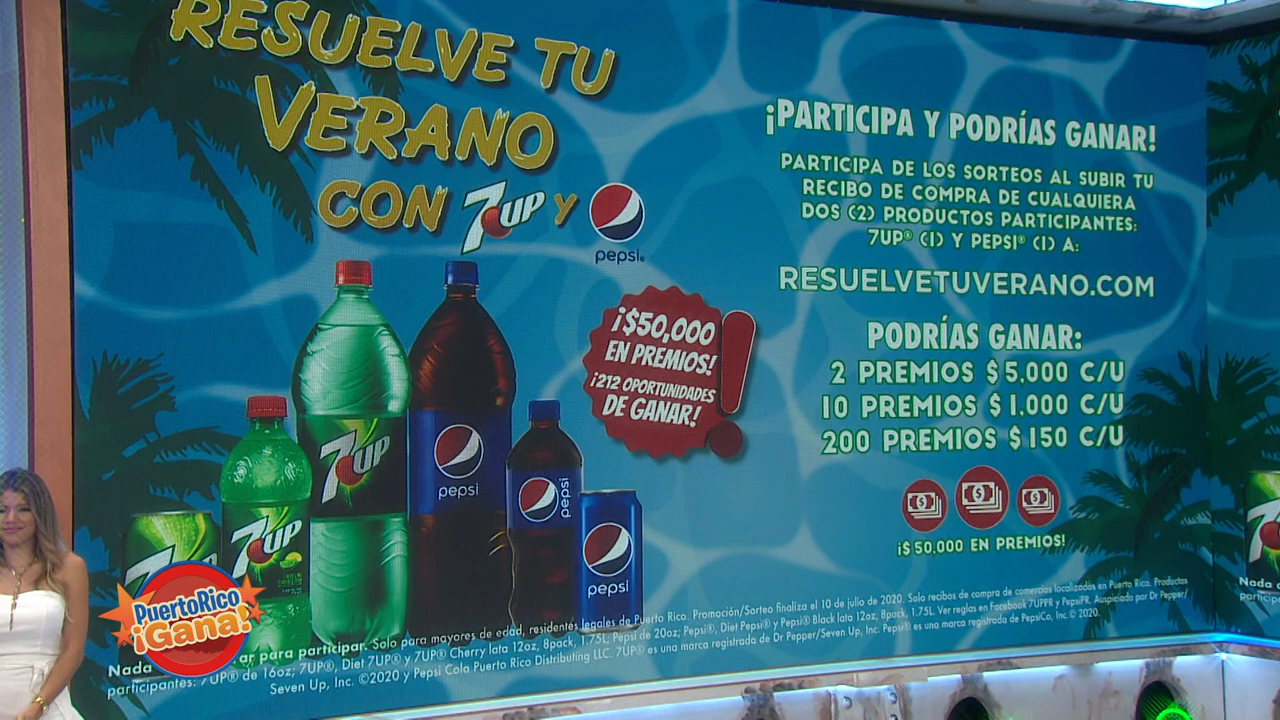 RESUELVE TU
VERANO
CON 7UP Y pepsi®
¡PARTICIPA Y PODRÍAS GANAR!
PARTICIPA DE LOS SORTEOS AL SUBIR TU
RECIBO DE COMPRA DE CUALQUIERA
DOS (2) PRODUCTOS PARTICIPANTES:
7UP® (1) Y PEPSI® (1) A:
RESUELVETUVERANO.COM
¡$50,000
EN PREMIOS!
¡212 OPORTUNIDADES
DE GANAR!
PODRÍAS GANAR:
2 PREMIOS $5,000 C/U
10 PREMIOS $1,000 C/U
200 PREMIOS $150 C/U
¡$50,000 EN PREMIOS!
7UP
pepsi
7UP
pepsi
7
pepsi
PuertoRico
¡Gana!
Nada ar para participar. Solo para mayores de edad, residentes legales de Puerto Rico. Promoción/Sorteo finaliza el 10 de julio de 2020. Solo recibos de compra de comercios localizados en Puerto Rico. Productos
participantes: 7UP® de 16oz; 7UP®, Diet 7UP® y 7UP® Cherry lata 12oz, 8pack, 1.75L; Pepsi de 20oz; Pepsi®, Diet Pepsi® y Pepsi® Black lata 12oz, 8pack, 1.75L. Ver reglas en Facebook 7UPPR y PepsiPR. Auspiciado por Dr Pepper/
Seven Up, Inc. ©2020 y Pepsi Cola Puerto Rico Distributing LLC. 7UP® es una marca registrada de Dr Pepper/Seven Up, Inc. Pepsi® es una marca registrada de PepsiCo, Inc. © 2020.
Nada
particip